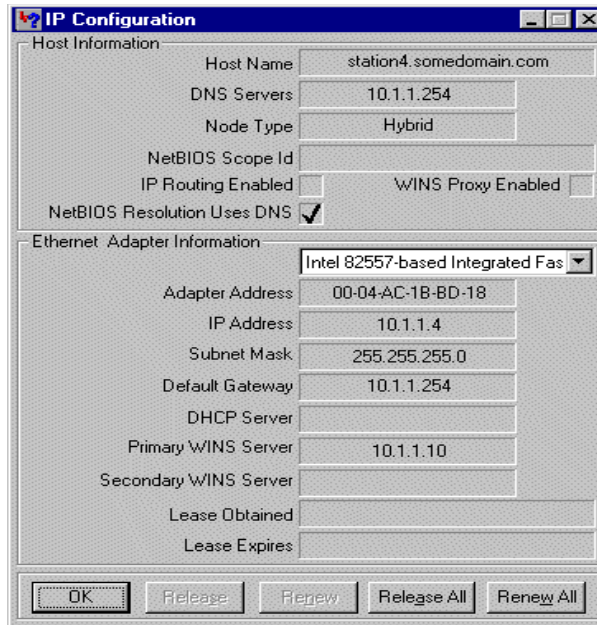 IP Configuration
Host Information
Host Name station4.somedomain.com
DNS Servers 10.1.1.254
Node Type Hybrid
NetBIOS Scope Id
IP Routing Enabled WINS Proxy Enabled
NetBIOS Resolution Uses DNS
Ethernet Adapter Information
Intel 82557-based Integrated Fas
Adapter Address 00-04-AC-1B-BD-18
IP Address 10.1.1.4
Subnet Mask 255.255.255.0
Default Gateway 10.1.1.254
DHCP Server
Primary WINS Server 10.1.1.10
Secondary WINS Server
Lease Obtained
Lease Expires
OK Release Renew Release All Renew All